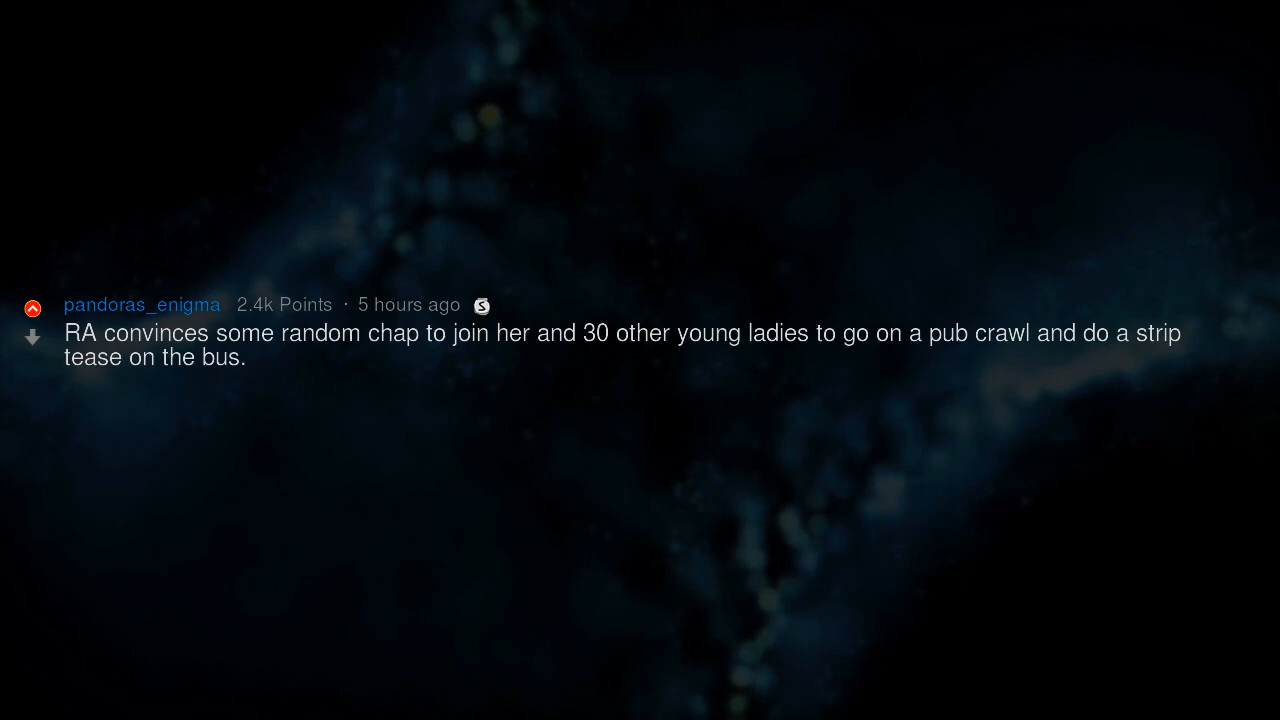 pandoras_enigma 2.4k Points · 5 hours ago S
RA convinces some random chap to join her and 30 other young ladies to go on a pub crawl and do a strip
tease on the bus.